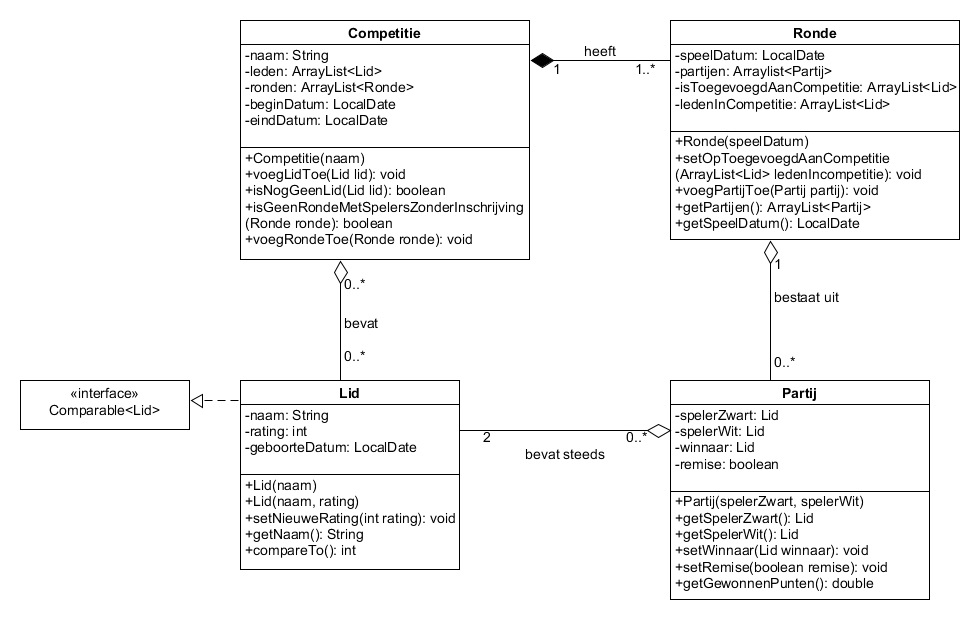 Competitie
-naam: String
-leden: ArrayList<Lid>
-ronden: ArrayList<Ronde>
-beginDatum: LocalDate
-eindDatum: LocalDate
+Competitie(naam)
+voegLidToe(Lid lid): void
+isNogGeenLid(Lid lid): boolean
+isGeenRondeMetSpelersZonderInschrijving
(Ronde ronde): boolean
+voegRondeToe(Ronde ronde): void
heeft
1
1..*
Ronde
-speelDatum: LocalDate
-partijen: Arraylist<Partij>
-isToegevoegdAanCompetitie: ArrayList<Lid>
-ledenInCompetitie: ArrayList<Lid>
+Ronde(speelDatum)
+setOpToegevoegdAanCompetitie
(ArrayList<Lid> ledenIncompetitie): void
+voegPartijToe(Partij partij): void
+getPartijen(): ArrayList<Partij>
+getSpeelDatum(): LocalDate
0..*
bevat
0..*
1
bestaat uit
0..*
«interface»
Comparable<Lid>
Lid
-naam: String
-rating: int
-geboorteDatum: LocalDate
+Lid(naam)
+Lid(naam, rating)
+setNieuweRating(int rating): void
+getNaam(): String
+compareTo(): int
2
0..*
bevat steeds
Partij
-spelerZwart: Lid
-spelerWit: Lid
-winnaar: Lid
-remise: boolean
+Partij(spelerZwart, spelerWit)
+getSpelerZwart(): Lid
+getSpelerWit(): Lid
+setWinnaar(Lid winnaar): void
+setRemise(boolean remise): void
+getGewonnenPunten(): double